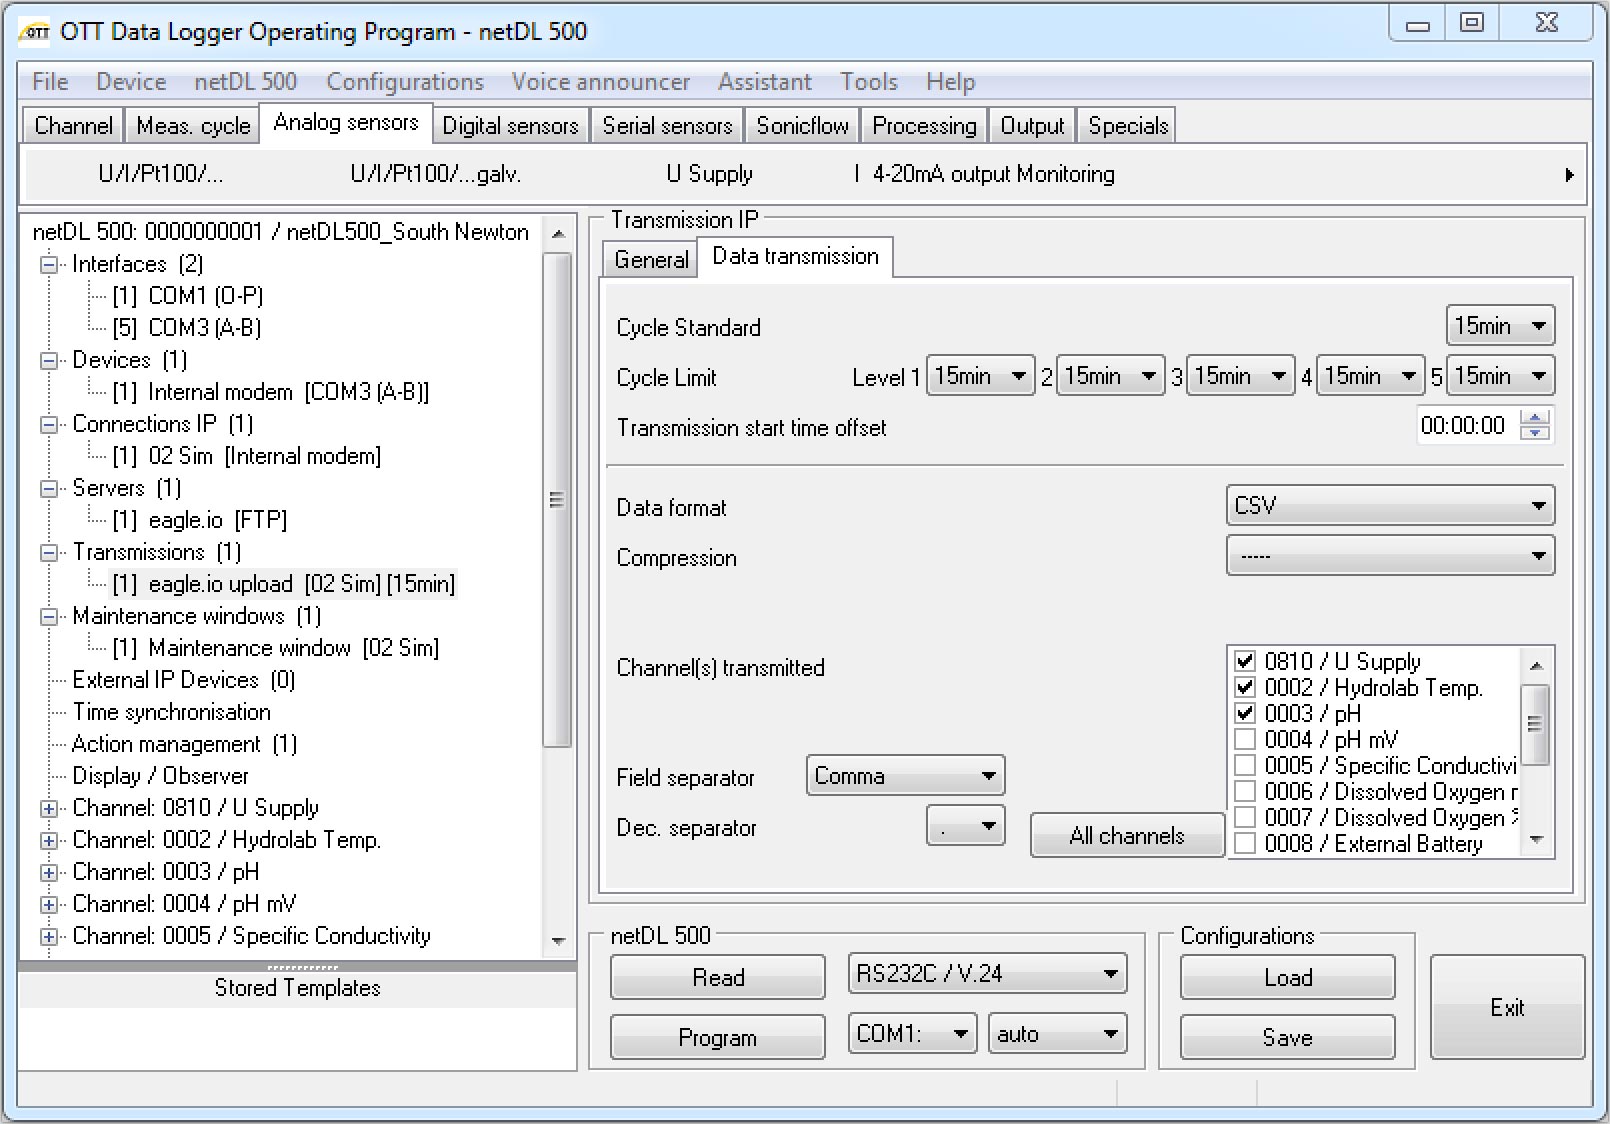 OTT OTT Data Logger Operating Program - netDL 500
File Device netDL 500 Configurations Voice announcer Assistant Tools Help
Channel Meas. cycle Analog sensors Digital sensors Serial sensors Sonicflow Processing Output Specials
U/I/Pt100/... U/I/Pt100/...galv. U Supply I 4-20mA output Monitoring
netDL 500: 0000000001 / netDL500_South Newton
Interfaces (2)
[1] COM1 (O-P)
[5] COM3 (A-B)
Devices (1)
[1] Internal modem [COM3 (A-B)]
Connections IP (1)
[1] 02 Sim [Internal modem]
Servers (1)
[1] eagle.io [FTP]
Transmissions (1)
[1] eagle.io upload [02 Sim] [15min]
Maintenance windows (1)
[1] Maintenance window [02 Sim]
External IP Devices (0)
Time synchronisation
Action management (1)
Display / Observer
Channel: 0810 / U Supply
Channel: 0002 / Hydrolab Temp.
Channel: 0003 / pH
Channel: 0004 / pH mV
Channel: 0005 / Specific Conductivity
Stored Templates
Transmission IP
General Data transmission
Cycle Standard 15min
Cycle Limit Level 1 15min 2 15min 3 15min 4 15min 5 15min
Transmission start time offset 00:00:00
Data format CSV
Compression -----
Channel(s) transmitted
0810 / U Supply
0002 / Hydrolab Temp.
0003 / pH
0004 / pH mV
0005 / Specific Conductivi
0006 / Dissolved Oxygen
0007 / Dissolved Oxygen %
0008 / External Battery
Field separator Comma
Dec. separator .
All channels
netDL 500
Read RS232C / V.24
Program COM1: auto
Configurations
Load
Save
Exit